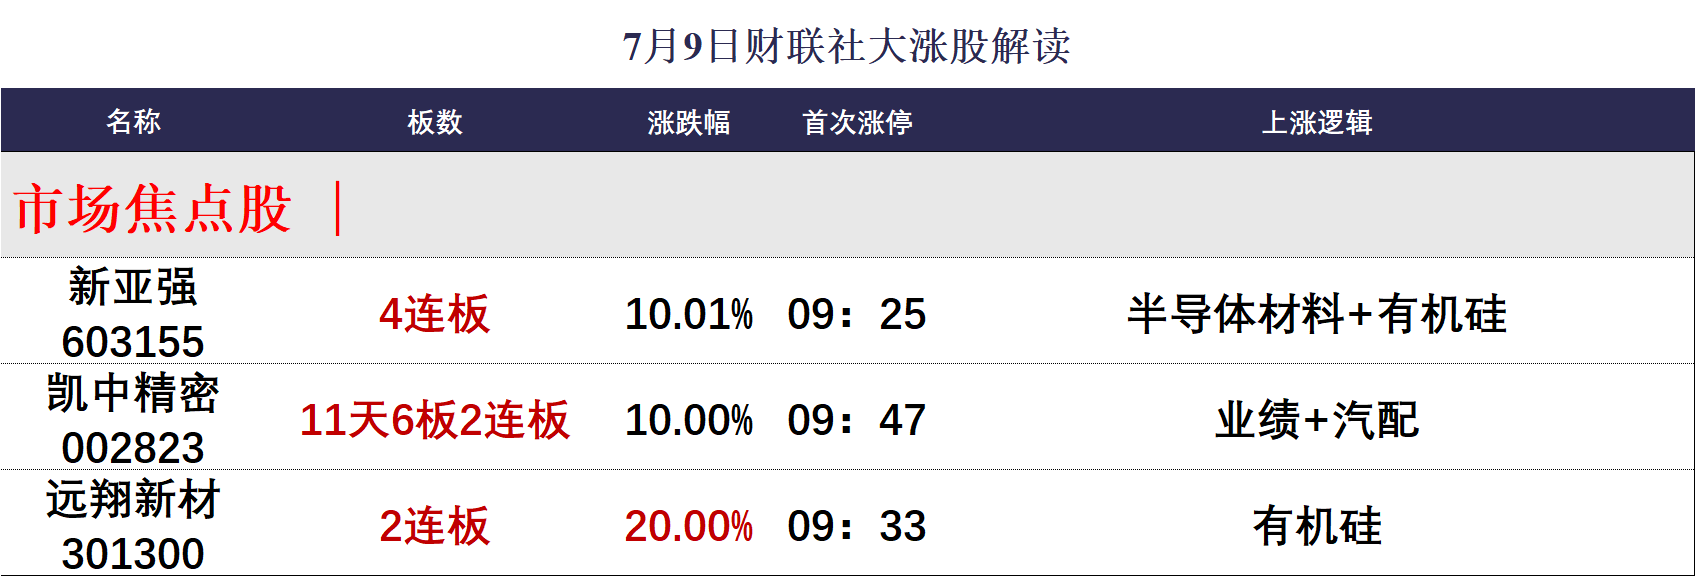 7月9日财联社大涨股解读
名称 板数 涨跌幅 首次涨停 上涨逻辑
市场焦点股 |
新亚强
603155 4连板 10.01% 09：25 半导体材料+有机硅
凯中精密
002823 11天6板2连板 10.00% 09：47 业绩+汽配
远翔新材
301300 2连板 20.00% 09：33 有机硅